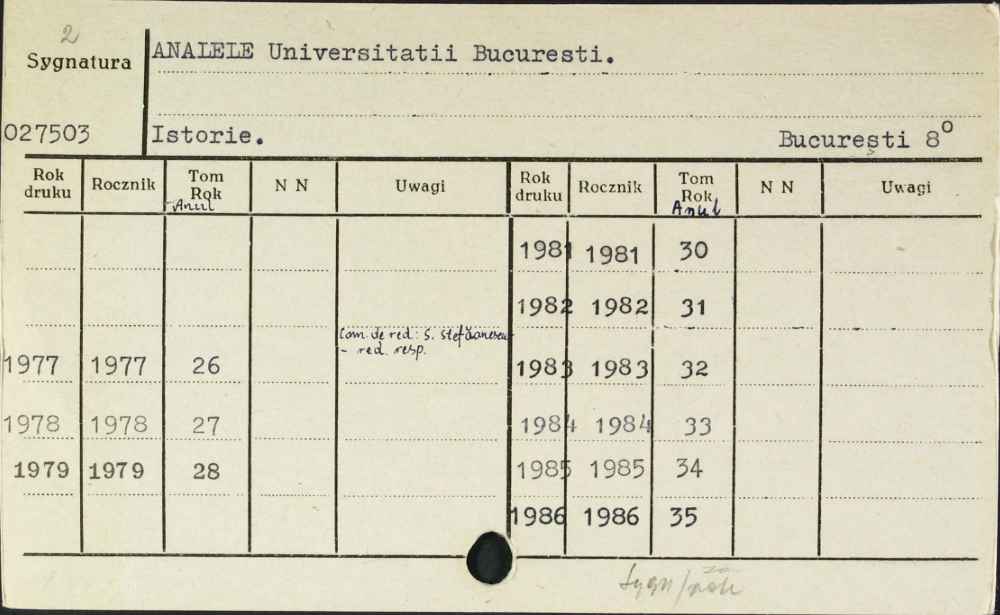 2
Sygnatura
ANALELE Universitatii Bucuresti.
027503
Istorie.
Bucureşti 8°
Rok druku Rocznik Tom Rok N N Uwagi Rok druku Rocznik Tom Rok N N Uwagi
Anul Anul
1981 1981 30
1982 1982 31
Com. de red: S. Ştefănescu
- red. resp.
1977 1977 26 1983 1983 32
1978 1978 27 1984 1984 33
1979 1979 28 1985 1985 34
1986 1986 35